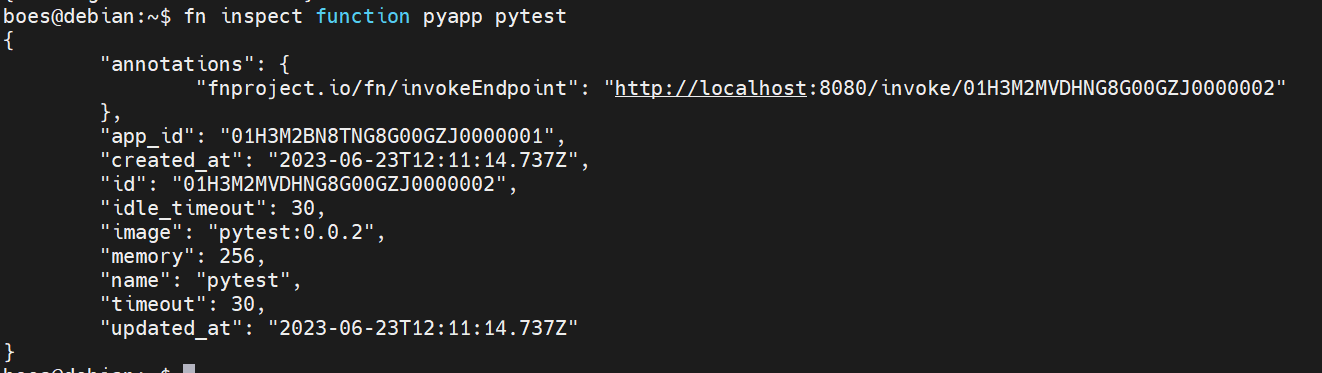 boes@debian:~$ fn inspect function pyapp pytest
{
        "annotations": {
                "fnproject.io/fn/invokeEndpoint": "http://localhost:8080/invoke/01H3M2MVDHNG8G00GZJ0000002"
        },
        "app_id": "01H3M2BN8TNG8G00GZJ0000001",
        "created_at": "2023-06-23T12:11:14.737Z",
        "id": "01H3M2MVDHNG8G00GZJ0000002",
        "idle_timeout": 30,
        "image": "pytest:0.0.2",
        "memory": 256,
        "name": "pytest",
        "timeout": 30,
        "updated_at": "2023-06-23T12:11:14.737Z"
}
boes@debian:~$